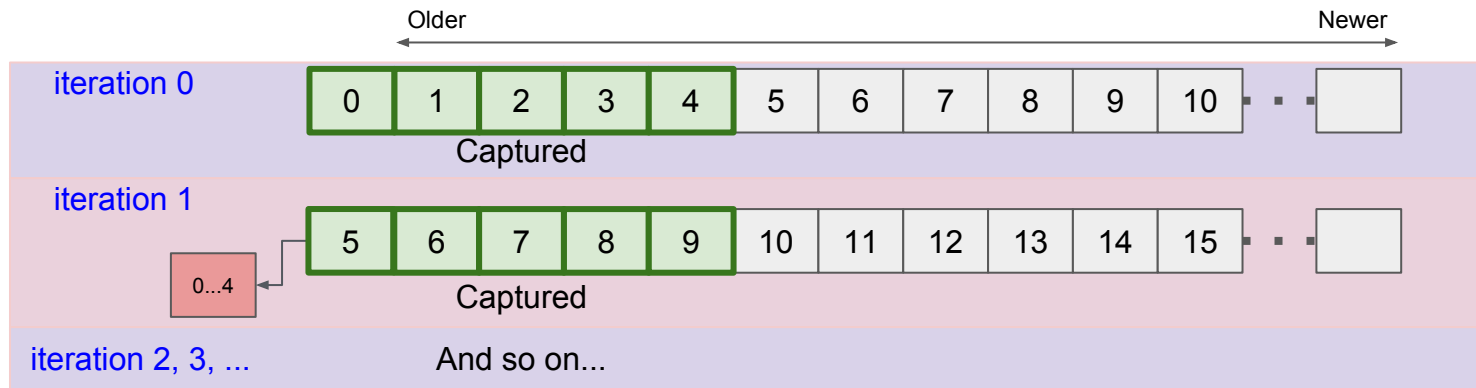 Older Newer
iteration 0
0 1 2 3 4 5 6 7 8 9 10
Captured
iteration 1
5 6 7 8 9 10 11 12 13 14 15
0...4
Captured
iteration 2, 3, ... And so on...